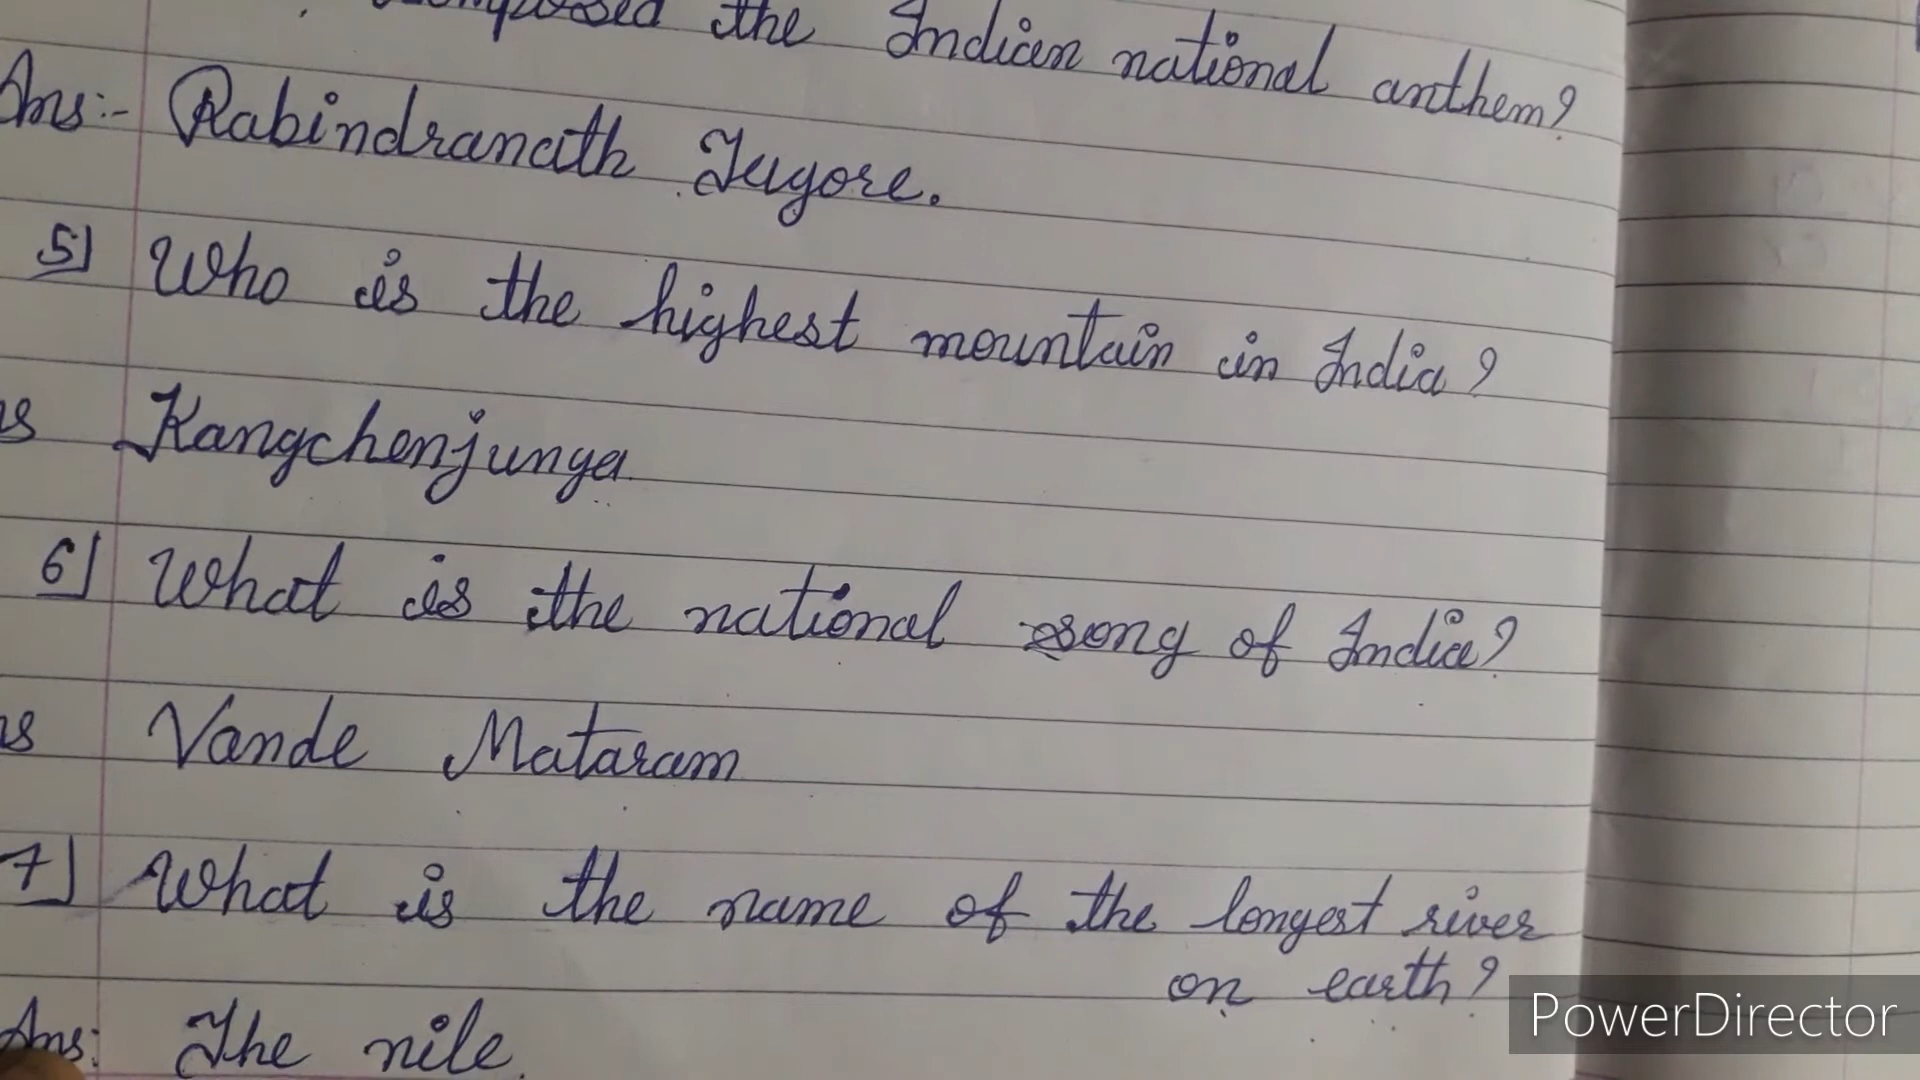 the Indian national anthem?
Ans:- Rabindranath Tagore.
5] Who is the highest mountain in India?
Kangchenjunga
6] What is the national song of India?
Vande Mataram
7] What is the name of the longest river
on earth?
Ans: The nile.
PowerDirector